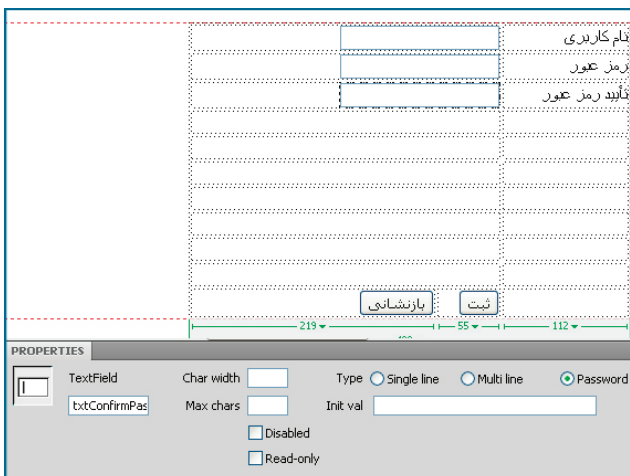 نام کاربری
رمز عبور
تأیید رمز عبور
ثبت
بازنشانی
219
55
112
PROPERTIES
TextField
Char width
Type
Single line
Multi line
Password
txtConfirmPas
Max chars
Init val
Disabled
Read-only